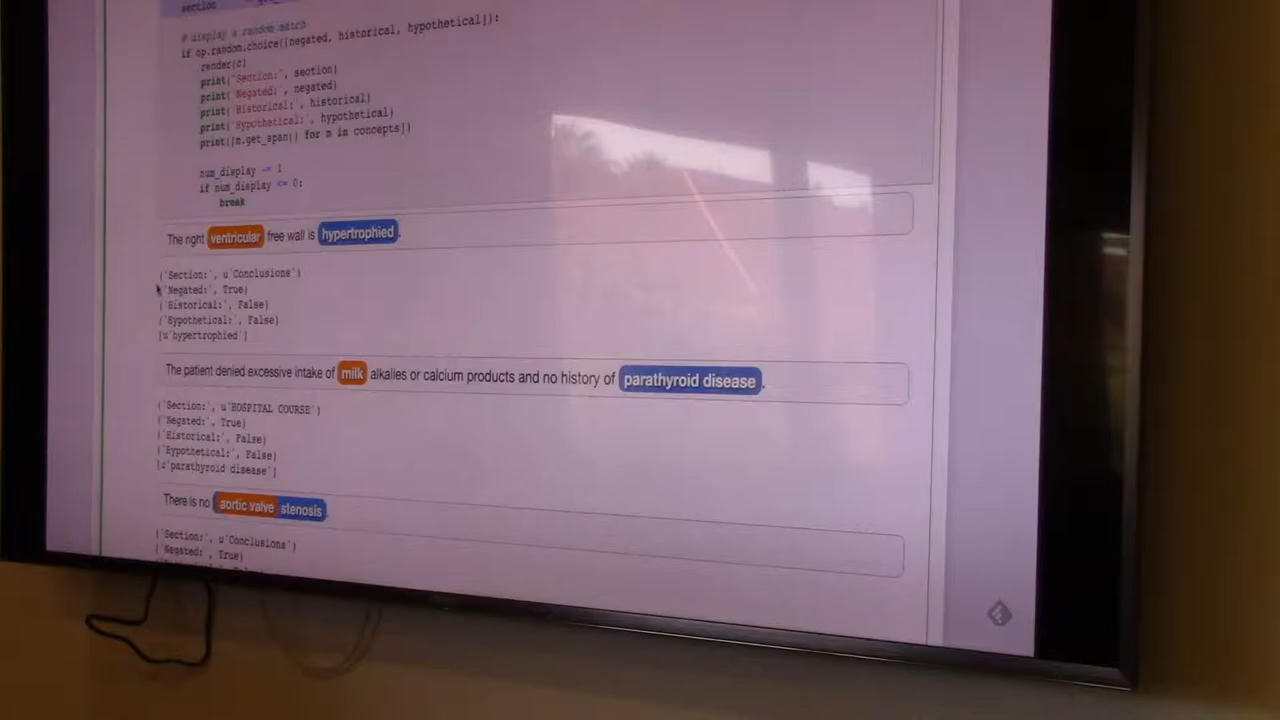 section
# display a random match
if op.random.choice([negated, historical, hypothetical]):
render(c)
print("Section:", section)
print('Negated:', negated)
print('Historical:', historical)
print('Hypothetical:', hypothetical)
print([m.get_span() for m in concepts])
num_display -= 1
if num_display <= 0:
break
The right ventricular free wall is hypertrophied.
('Section:', u'Conclusions')
('Negated:', True)
('Historical:', False)
('Hypothetical:', False)
[u'hypertrophied']
The patient denied excessive intake of milk alkalies or calcium products and no history of parathyroid disease.
('Section:', u'HOSPITAL COURSE')
('Negated:', True)
('Historical:', False)
('Hypothetical:', False)
[u'parathyroid disease']
There is no aortic valve stenosis
('Section:', u'Conclusions')
('Negated:', True)